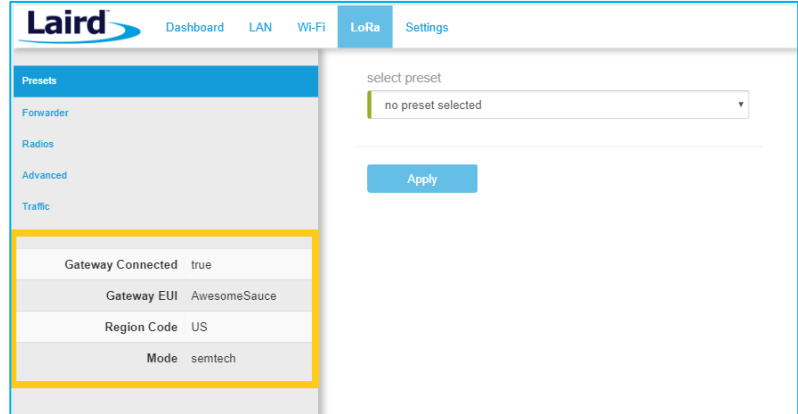 Laird
Dashboard LAN Wi-Fi LoRa Settings
Presets
Forwarder
Radios
Advanced
Traffic
Gateway Connected true
Gateway EUI AwesomeSauce
Region Code US
Mode semtech
select preset
no preset selected
Apply